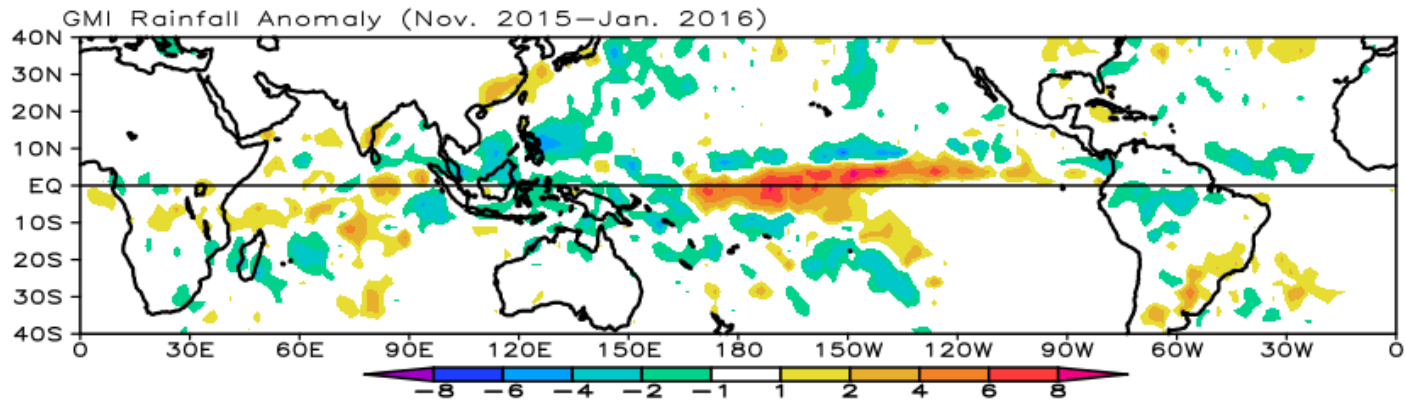 GMI Rainfall Anomaly (Nov. 2015–Jan. 2016)
40N
30N
20N
10N
EQ
10S
20S
30S
40S
0 30E 60E 90E 120E 150E 180 150W 120W 90W 60W 30W 0
−8 −6 −4 −2 −1 1 2 4 6 8